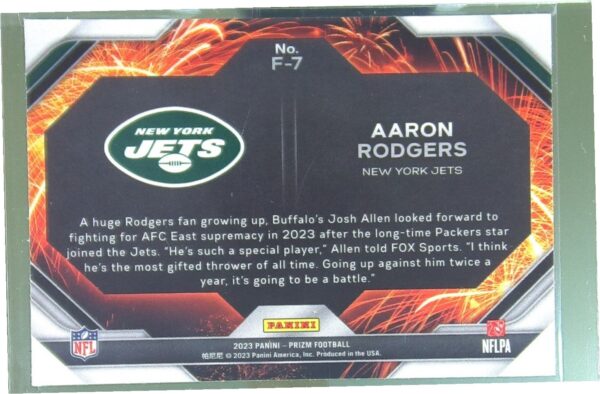 No.
F-7
NEW YORK
JETS
AARON
RODGERS
NEW YORK JETS
A huge Rodgers fan growing up, Buffalo's Josh Allen looked forward to
fighting for AFC East supremacy in 2023 after the long-time Packers star
joined the Jets. "He's such a special player," Allen told FOX Sports. "I think
he's the most gifted thrower of all time. Going up against him twice a
year, it's going to be a battle."
PANINI
NFL
NFLPA
2023 PANINI – PRIZM FOOTBALL
帕尼尼 © 2023 Panini America, Inc. Produced in the USA.